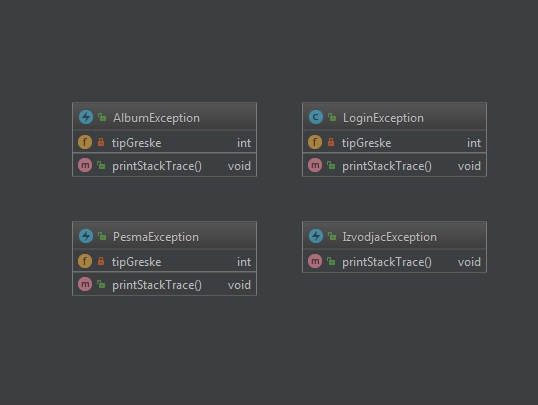 AlbumException
f tipGreske int
m printStackTrace() void
C LoginException
f tipGreske int
m printStackTrace() void
PesmaException
f tipGreske int
m printStackTrace() void
IzvodjacException
m printStackTrace() void